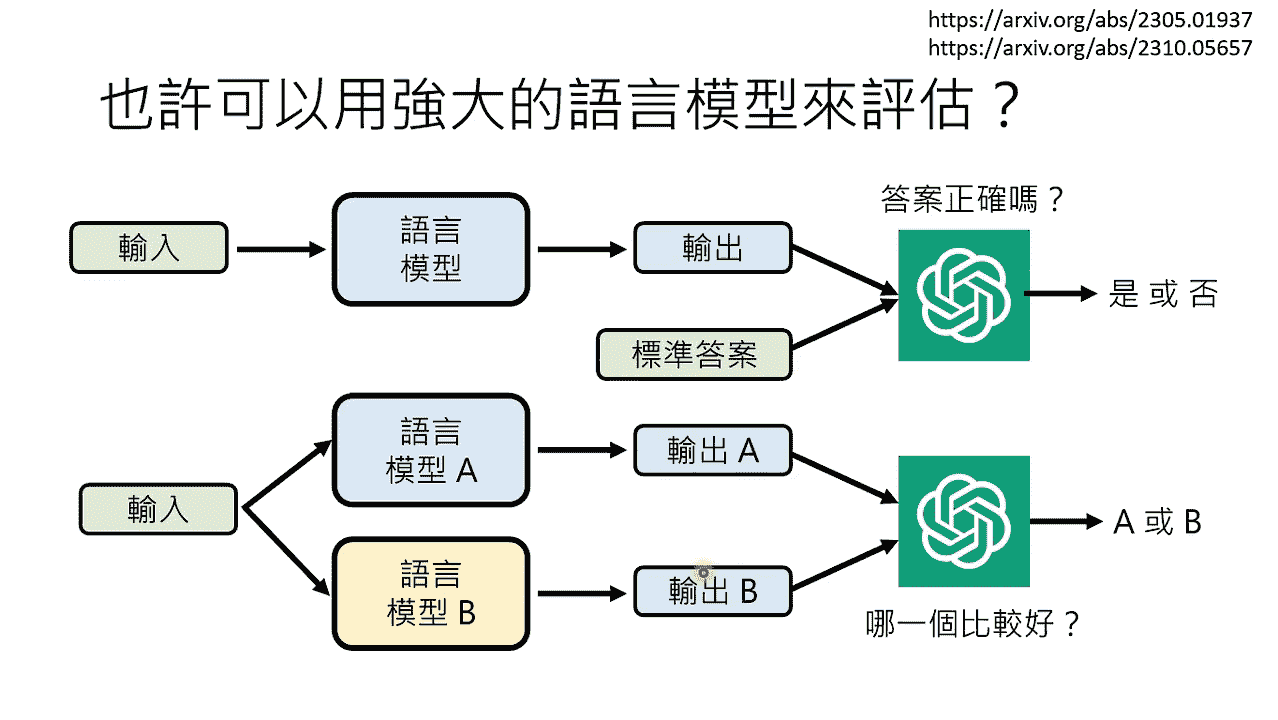 https://arxiv.org/abs/2305.01937
https://arxiv.org/abs/2310.05657
也許可以用強大的語言模型來評估？
答案正確嗎？
輸入
語言
模型
輸出
是 或 否
標準答案
語言
模型 A
輸出 A
輸入
A 或 B
語言
模型 B
輸出 B
哪一個比較好？